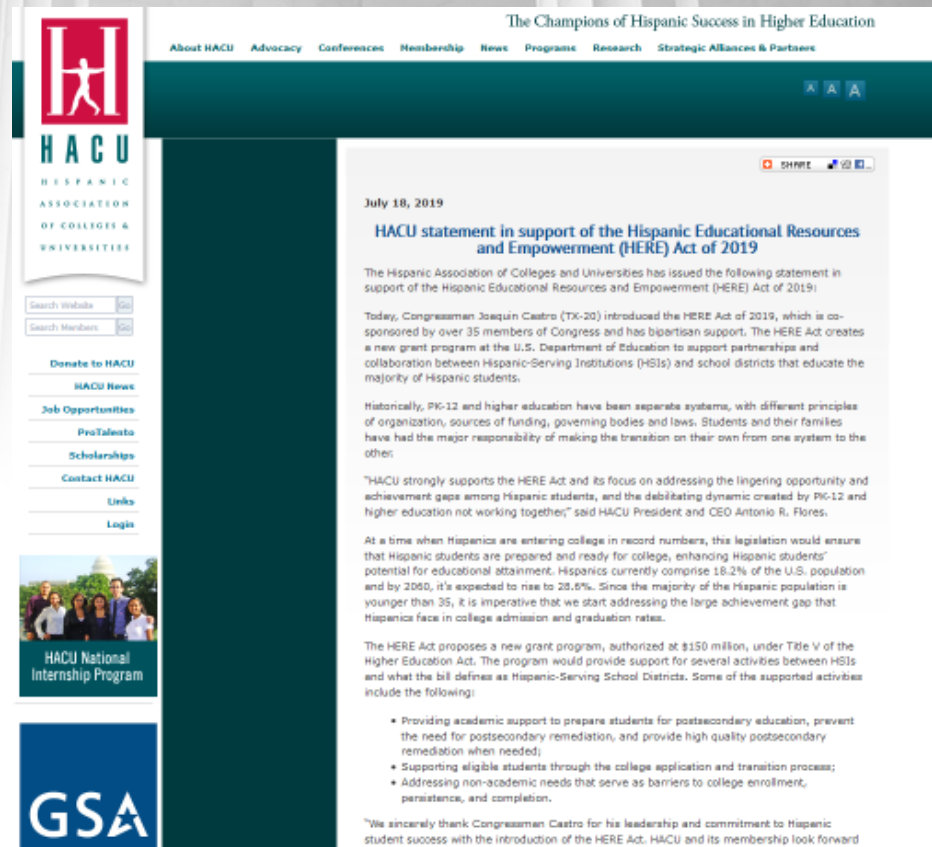 The Champions of Hispanic Success in Higher Education
About HACU Advocacy Conferences Membership News Programs Research Strategic Alliances & Partners
A A A
H
HACU
HISPANIC
ASSOCIATION
OF COLLEGES &
UNIVERSITIES
Search Website Go
Search Members Go
Donate to HACU
HACU News
Job Opportunities
ProTalento
Scholarships
Contact HACU
Links
Login
HACU National
Internship Program
GSA
SHARE
July 18, 2019
HACU statement in support of the Hispanic Educational Resources
and Empowerment (HERE) Act of 2019
The Hispanic Association of Colleges and Universities has issued the following statement in
support of the Hispanic Educational Resources and Empowerment (HERE) Act of 2019:
Today, Congressman Joaquin Castro (TX-20) introduced the HERE Act of 2019, which is co-
sponsored by over 35 members of Congress and has bipartisan support. The HERE Act creates
a new grant program at the U.S. Department of Education to support partnerships and
collaboration between Hispanic-Serving Institutions (HSIs) and school districts that educate the
majority of Hispanic students.
Historically, PK-12 and higher education have been separate systems, with different principles
of organization, sources of funding, governing bodies and laws. Students and their families
have had the major responsibility of making the transition on their own from one system to the
other.
"HACU strongly supports the HERE Act and its focus on addressing the lingering opportunity and
achievement gaps among Hispanic students, and the debilitating dynamic created by PK-12 and
higher education not working together," said HACU President and CEO Antonio R. Flores.
At a time when Hispanics are entering college in record numbers, this legislation would ensure
that Hispanic students are prepared and ready for college, enhancing Hispanic students'
potential for educational attainment. Hispanics currently comprise 18.2% of the U.S. population
and by 2060, it's expected to rise to 28.6%. Since the majority of the Hispanic population is
younger than 35, it is imperative that we start addressing the large achievement gap that
Hispanics face in college admission and graduation rates.
The HERE Act proposes a new grant program, authorized at $150 million, under Title V of the
Higher Education Act. The program would provide support for several activities between HSIs
and what the bill defines as Hispanic-Serving School Districts. Some of the supported activities
include the following:
• Providing academic support to prepare students for postsecondary education, prevent
the need for postsecondary remediation, and provide high quality postsecondary
remediation when needed;
• Supporting eligible students through the college application and transition process;
• Addressing non-academic needs that serve as barriers to college enrollment,
persistence, and completion.
"We sincerely thank Congressman Castro for his leadership and commitment to Hispanic
student success with the introduction of the HERE Act. HACU and its membership look forward